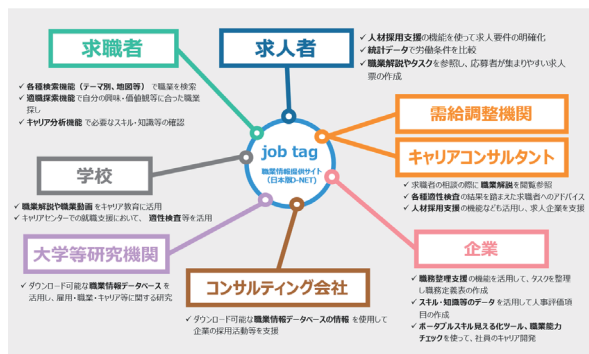 求職者
✓ 各種検索機能（テーマ別、地図等）で職業を検索
✓ 適職探索機能で自分の興味・価値観等に合った職業
探し
✓ キャリア分析機能で必要なスキル・知識等の確認
求人者
✓ 人材採用支援の機能を使って求人要件の明確化
✓ 統計データで労働条件を比較
✓ 職業解説やタスクを参照し、応募者が集まりやすい求人
票の作成
需給調整機関
キャリアコンサルタント
✓ 求職者の相談の際に職業解説を閲覧参照
✓ 各種適性検査の結果を踏まえた求職者へのアドバイス
✓ 人材採用支援の機能なども活用し、求人企業を支援
job tag
職業情報提供サイト
（日本版O-NET）
学校
✓ 職業解説や職業動画をキャリア教育に活用
✓ キャリアセンターでの就職支援において、適性検査等を活用
大学等研究機関
✓ ダウンロード可能な職業情報データベースを
活用し、雇用・職業・キャリア等に関する研究
コンサルティング会社
✓ ダウンロード可能な職業情報データベースの情報を使用して
企業の採用活動等を支援
企業
✓ 職務整理支援の機能を活用して、タスクを整理
し職務定義表の作成
✓ スキル・知識等のデータを活用して人事評価項
目の作成
✓ ポータブルスキル見える化ツール、職業能力
チェックを使って、社員のキャリア開発